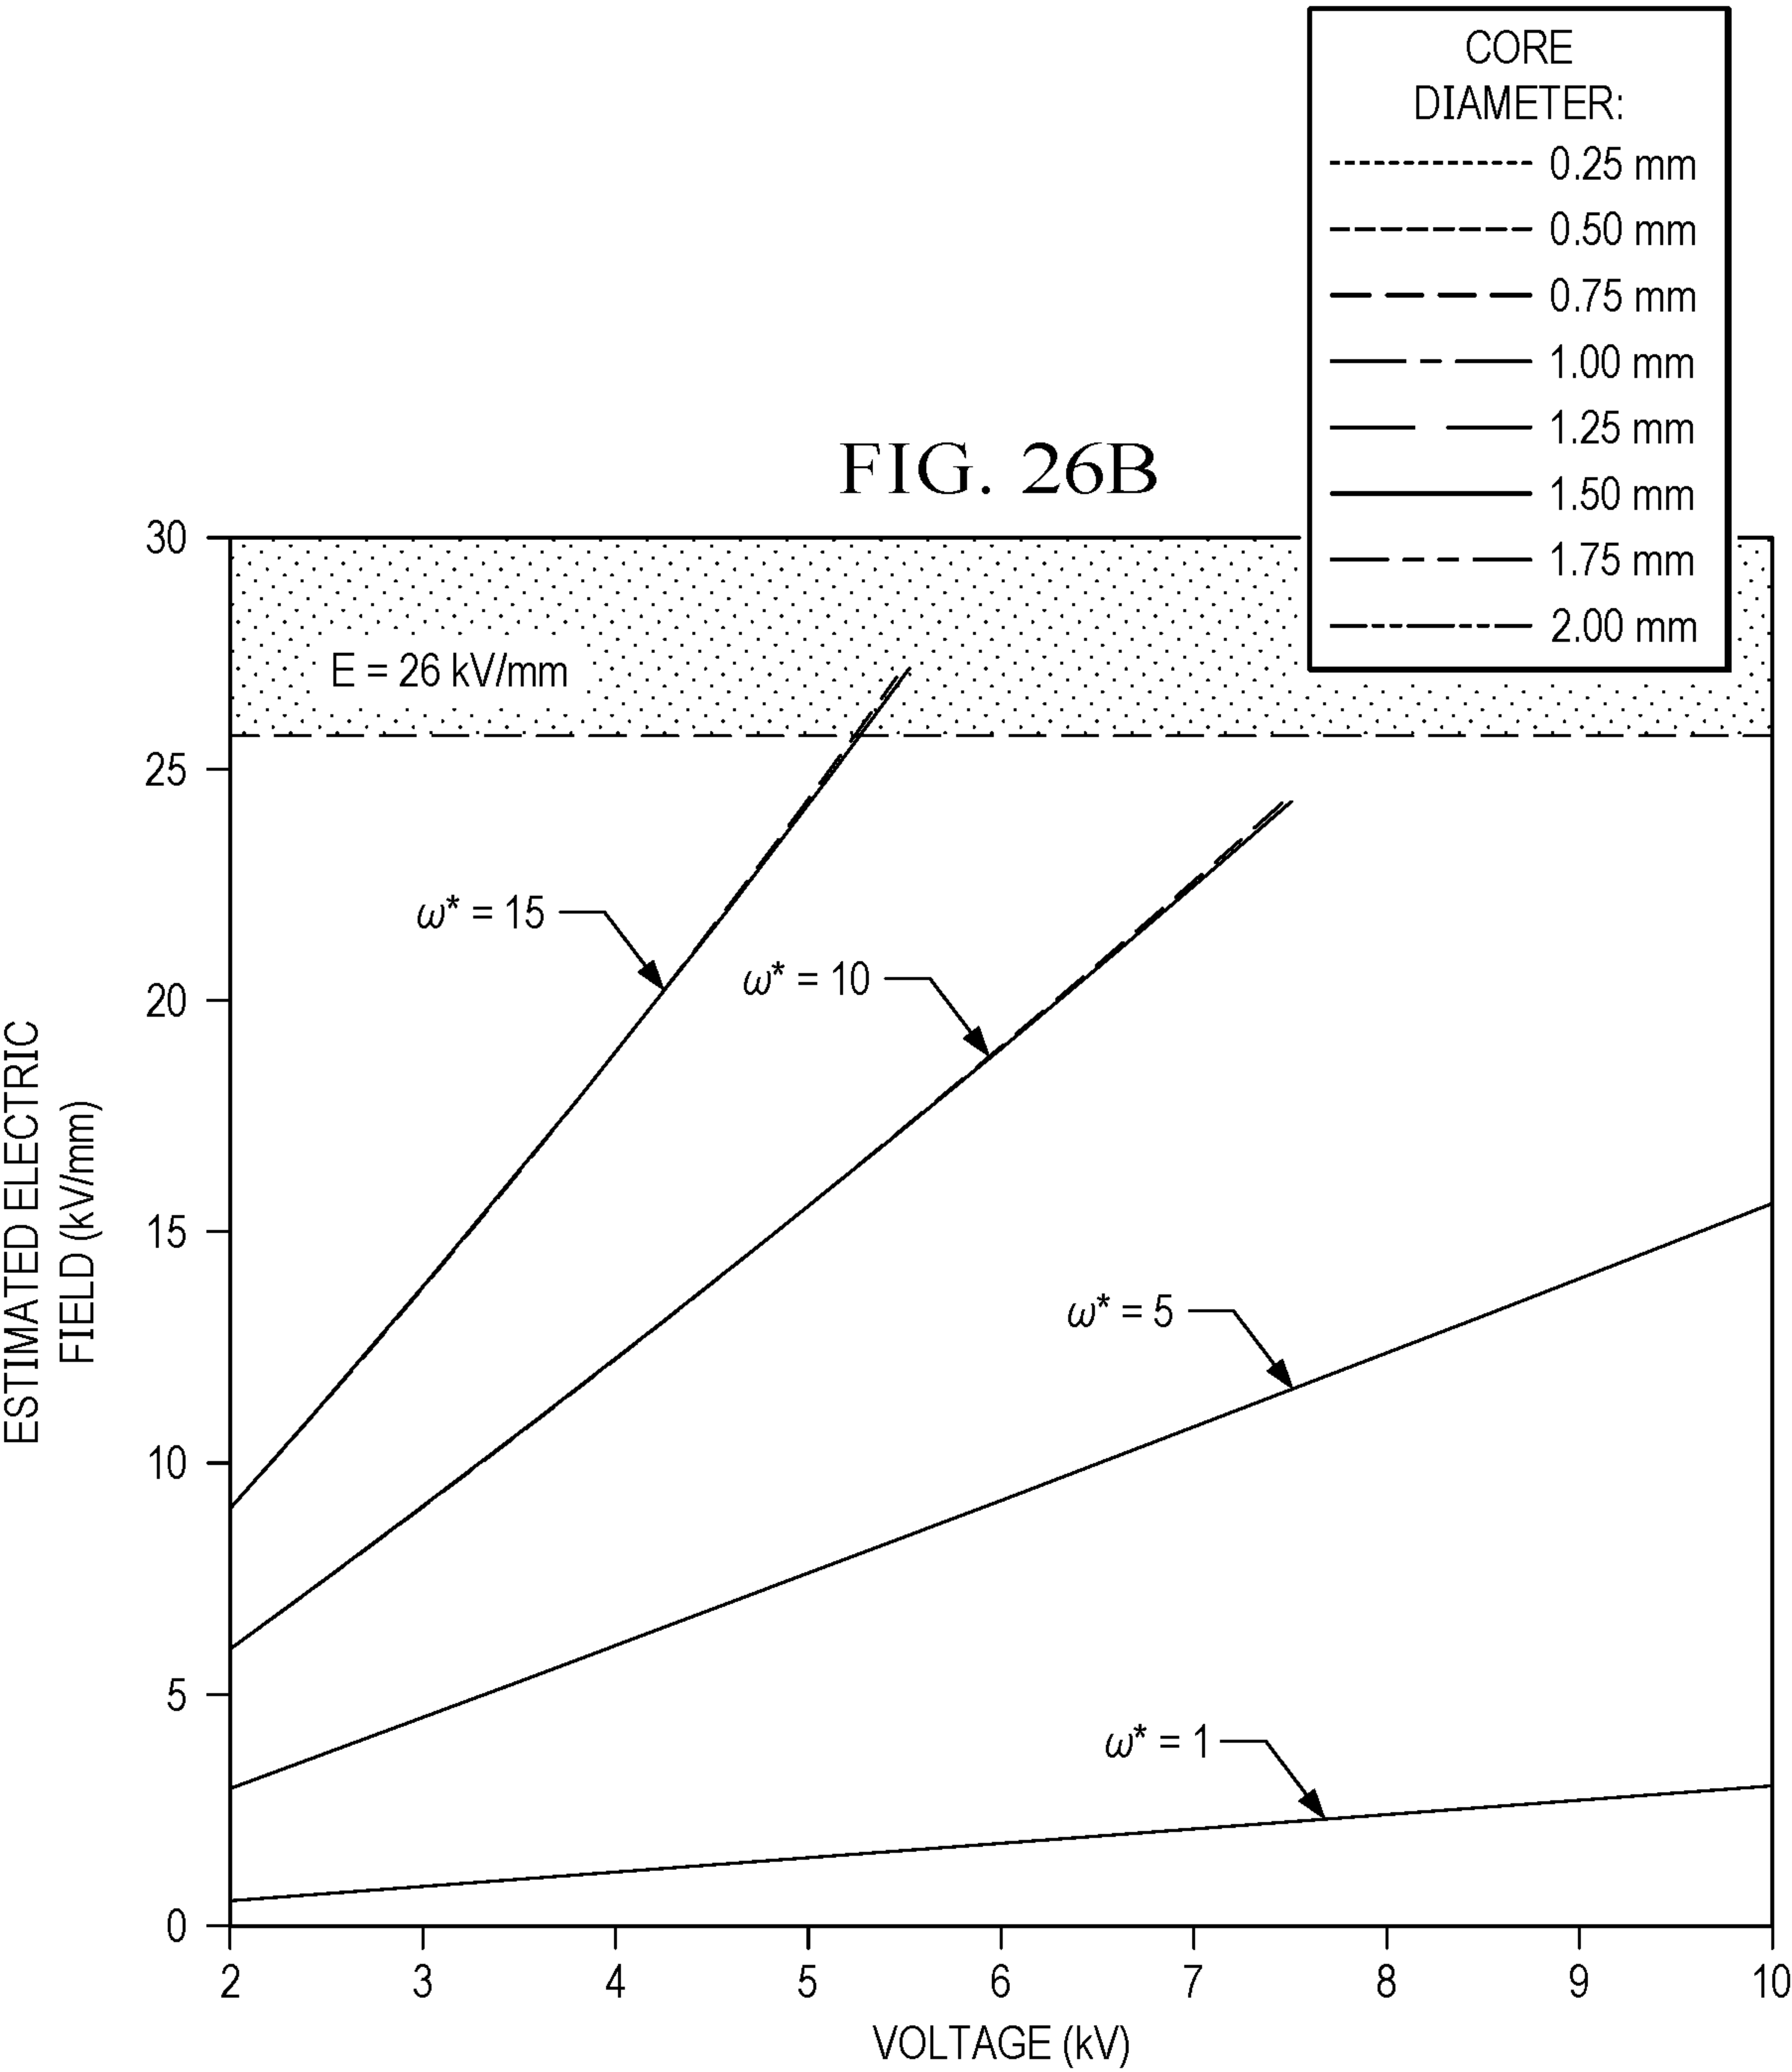 CORE
DIAMETER:
0.25 mm
0.50 mm
0.75 mm
1.00 mm
1.25 mm
1.50 mm
1.75 mm
2.00 mm
FIG. 26B
30
25
20
15
10
5
0
E = 26 kV/mm
ω* = 15
ω* = 10
ω* = 5
ω* = 1
ESTIMATED ELECTRIC
FIELD (kV/mm)
2
3
4
5
6
7
8
9
10
VOLTAGE (kV)